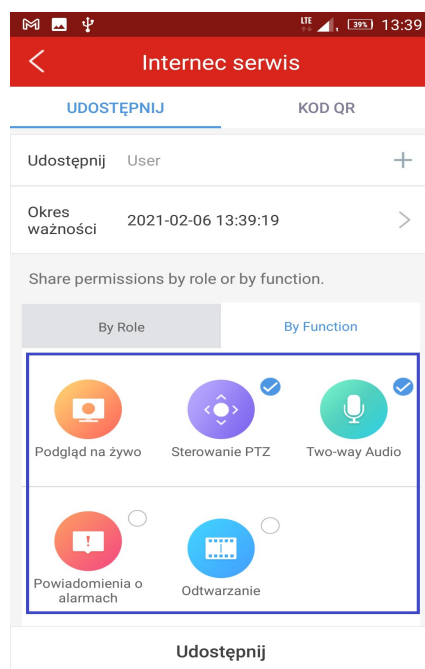 LTE 39% 13:39
Internec serwis
UDOSTĘPNIJ KOD QR
Udostępnij User
Okres
ważności 2021-02-06 13:39:19
Share permissions by role or by function.
By Role By Function
Podgląd na żywo Sterowanie PTZ Two-way Audio
Powiadomienia o
alarmach
Odtwarzanie
Udostępnij